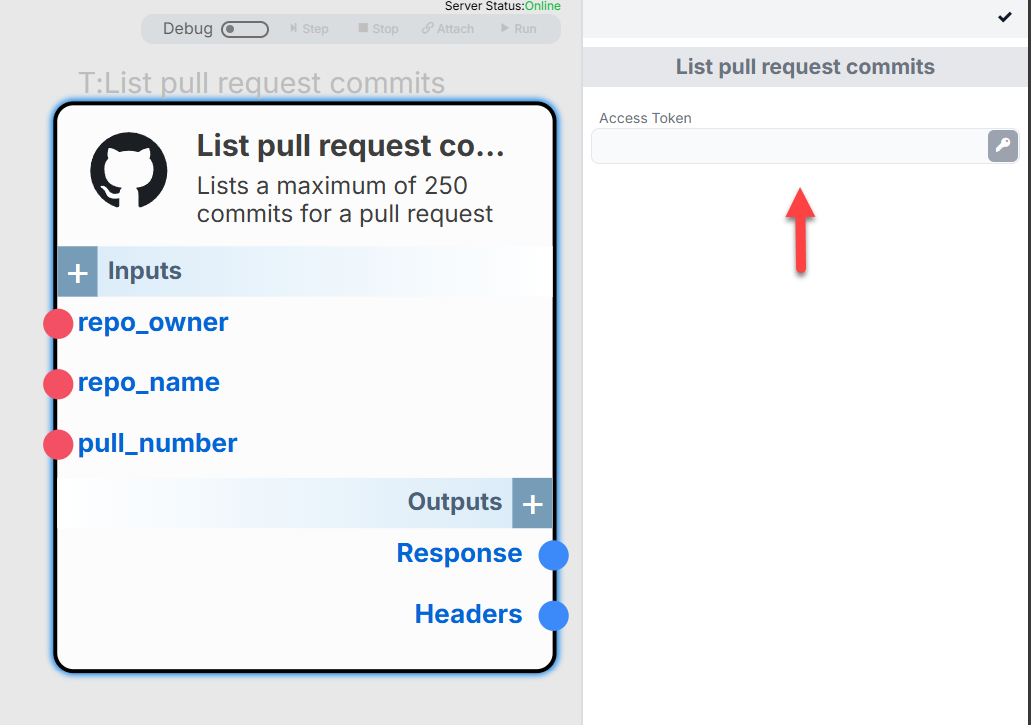 Server Status:Online
Debug Step Stop Attach Run
T:List pull request commits
List pull request co...
Lists a maximum of 250
commits for a pull request
+ Inputs
repo_owner
repo_name
pull_number
Outputs +
Response
Headers
List pull request commits
Access Token